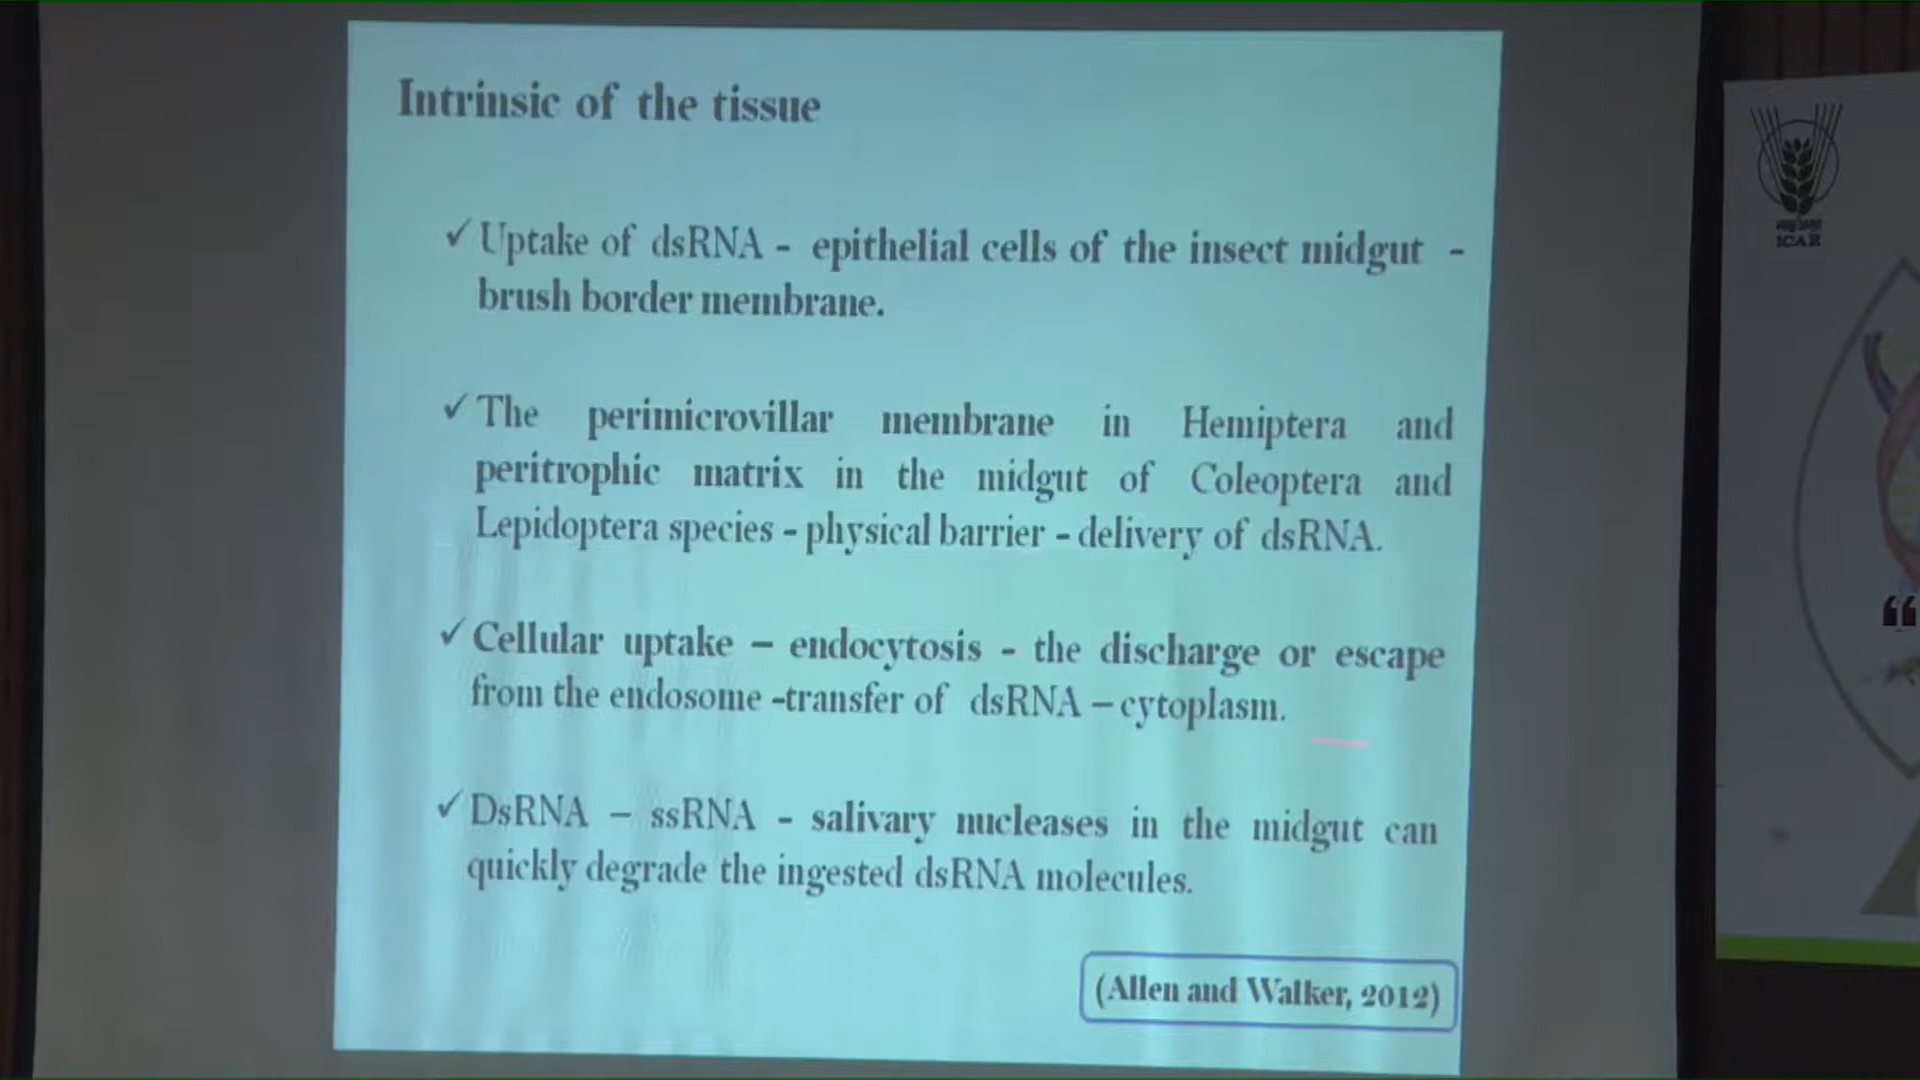 Intrinsic of the tissue
✓ Uptake of dsRNA - epithelial cells of the insect midgut -
brush border membrane.
✓ The perimicrovillar membrane in Hemiptera and
peritrophic matrix in the midgut of Coleoptera and
Lepidoptera species - physical barrier - delivery of dsRNA.
✓ Cellular uptake – endocytosis - the discharge or escape
from the endosome -transfer of dsRNA – cytoplasm.
✓ DsRNA – ssRNA - salivary nucleases in the midgut can
quickly degrade the ingested dsRNA molecules.
(Allen and Walker, 2012)
ICAR
“